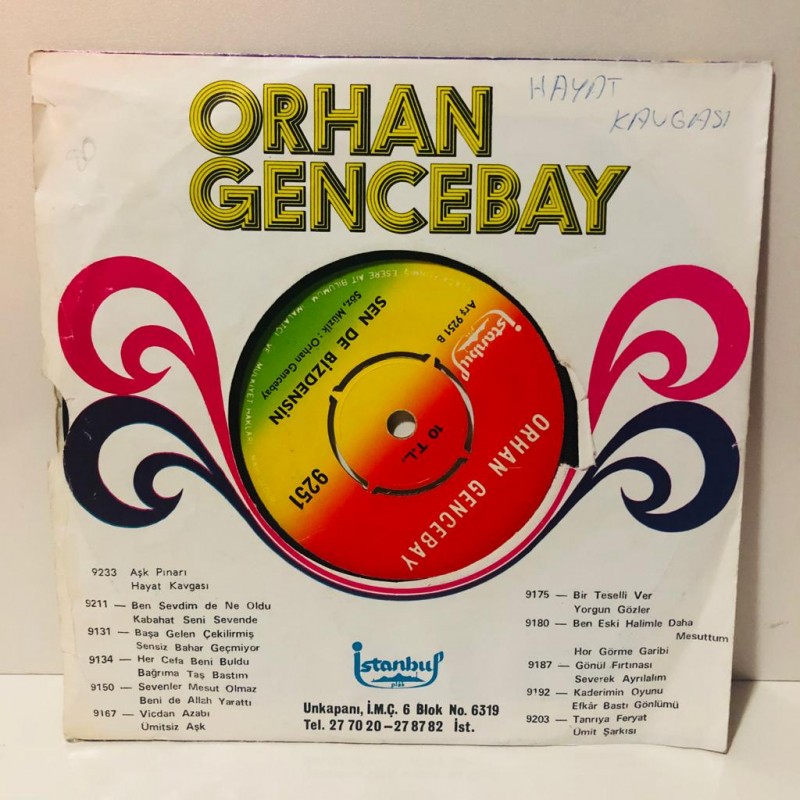 ORHAN
GENCEBAY
HAYAT
KAVGASI
İstanbul
Arş 9251 B
SEN DE BİZDENSİN
Söz, Müzik: Orhan Gencebay
10 T.L.
9251
ORHAN GENCEBAY
9233 Aşk Pınarı
Hayat Kavgası
9211 — Ben Sevdim de Ne Oldu
Kabahat Seni Sevende
9131 — Başa Gelen Çekilirmiş
Sensiz Bahar Geçmiyor
9134 — Her Cefa Beni Buldu
Bağrıma Taş Bastım
9150 — Sevenler Mesut Olmaz
Beni de Allah Yarattı
9167 — Vicdan Azabı
Ümitsiz Aşk
İstanbul
plâk
Unkapanı, İ.M.Ç. 6 Blok No. 6319
Tel. 27 70 20–27 87 82 İst.
9175 — Bir Teselli Ver
Yorgun Gözler
9180 — Ben Eski Halimle Daha
Mesuttum
Hor Görme Garibi
9187 — Gönül Fırtınası
Severek Ayrılalım
9192 — Kaderimin Oyunu
Efkâr Bastı Gönlümü
9203 — Tanrıya Feryat
Ümit Şarkısı